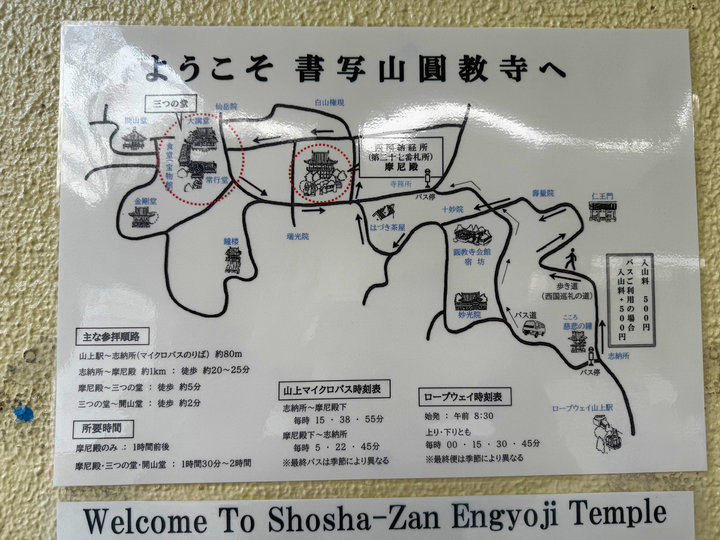 ようこそ 書写山圓教寺へ
三つの堂
仙岳院
白山権現
開山堂
大講堂
食堂・宝物館
常行堂
西国納経所
(第二十七番札所)
摩尼殿
寺務所
バス停
壽量院
仁王門
金剛堂
十妙院
はづき茶屋
瑞光院
鐘楼
圓教寺会館
宿坊
歩き道
(西国巡礼の道)
入山料 500円
バスご利用の場合
入山料+500円
妙光院
バス道
こころ
慈悲の鐘
志納所
バス停
ロープウェイ山上駅
主な参拝順路
山上駅~志納所(マイクロバスのりば) 約80m
志納所~摩尼殿 約1km : 徒歩 約20~25分
摩尼殿~三つの堂 : 徒歩 約5分
三つの堂~開山堂 : 徒歩 約2分
所要時間
摩尼殿のみ : 1時間前後
摩尼殿・三つの堂・開山堂 : 1時間30分~2時間
山上マイクロバス時刻表
志納所~摩尼殿下
毎時 15・38・55分
摩尼殿下~志納所
毎時 5・22・45分
※最終バスは季節により異なる
ロープウェイ時刻表
始発 : 午前 8:30
上り・下りとも
毎時 00・15・30・45分
※最終便は季節により異なる
Welcome To Shosha-Zan Engyoji Temple